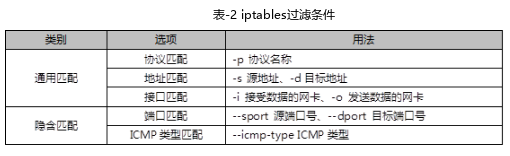 表-2 iptables过滤条件
类别 选项 用法
通用匹配 协议匹配 -p 协议名称
地址匹配 -s 源地址、-d 目标地址
接口匹配 -i 接受数据的网卡、-o 发送数据的网卡
隐含匹配 端口匹配 --sport 源端口号、--dport 目标端口号
ICMP 类型匹配 --icmp-type ICMP 类型